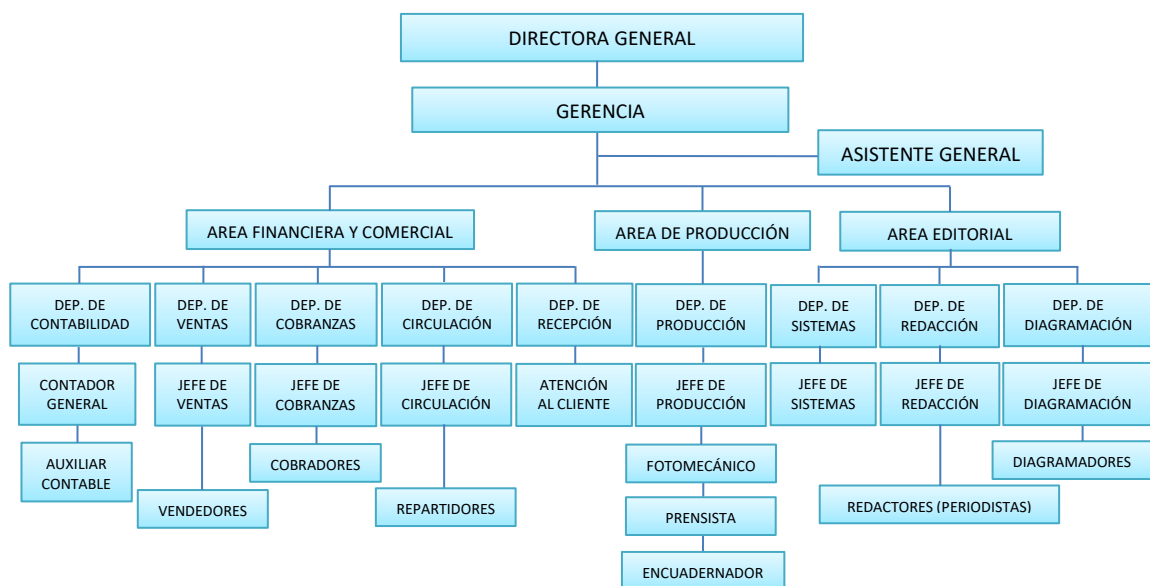 DIRECTORA GENERAL
GERENCIA
ASISTENTE GENERAL
AREA FINANCIERA Y COMERCIAL
AREA DE PRODUCCIÓN
AREA EDITORIAL
DEP. DE
CONTABILIDAD
DEP. DE
VENTAS
DEP. DE
COBRANZAS
DEP. DE
CIRCULACIÓN
DEP. DE
RECEPCIÓN
DEP. DE
PRODUCCIÓN
DEP. DE
SISTEMAS
DEP. DE
REDACCIÓN
DEP. DE
DIAGRAMACIÓN
CONTADOR
GENERAL
JEFE DE
VENTAS
JEFE DE
COBRANZAS
JEFE DE
CIRCULACIÓN
ATENCIÓN
AL CLIENTE
JEFE DE
PRODUCCIÓN
JEFE DE
SISTEMAS
JEFE DE
REDACCIÓN
JEFE DE
DIAGRAMACIÓN
AUXILIAR
CONTABLE
COBRADORES
FOTOMECÁNICO
DIAGRAMADORES
VENDEDORES
REPARTIDORES
PRENSISTA
REDACTORES (PERIODISTAS)
ENCUADERNADOR